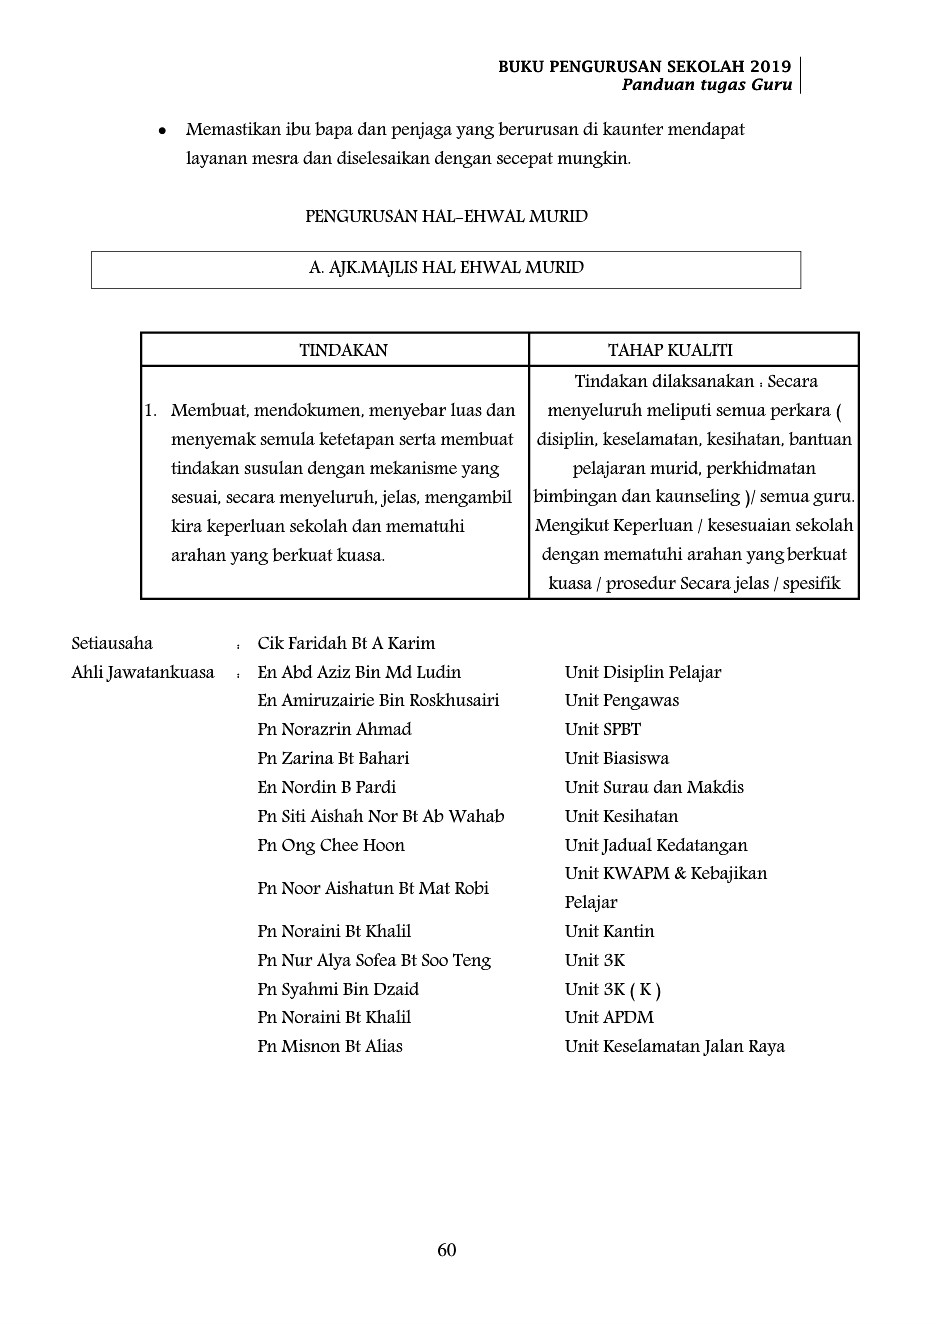 BUKU PENGURUSAN SEKOLAH 2019
Panduan tugas Guru
● Memastikan ibu bapa dan penjaga yang berurusan di kaunter mendapat
layanan mesra dan diselesaikan dengan secepat mungkin.
PENGURUSAN HAL-EHWAL MURID
A. AJK.MAJLIS HAL EHWAL MURID
TINDAKAN
1. Membuat, mendokumen, menyebar luas dan
menyemak semula ketetapan serta membuat
tindakan susulan dengan mekanisme yang
sesuai, secara menyeluruh, jelas, mengambil
kira keperluan sekolah dan mematuhi
arahan yang berkuat kuasa.
TAHAP KUALITI
Tindakan dilaksanakan : Secara
menyeluruh meliputi semua perkara (
disiplin, keselamatan, kesihatan, bantuan
pelajaran murid, perkhidmatan
bimbingan dan kaunseling )/ semua guru.
Mengikut Keperluan / kesesuaian sekolah
dengan mematuhi arahan yang berkuat
kuasa / prosedur Secara jelas / spesifik
Setiausaha : Cik Faridah Bt A Karim
Ahli Jawatankuasa : En Abd Aziz Bin Md Ludin Unit Disiplin Pelajar
En Amiruzairie Bin Roskhusairi Unit Pengawas
Pn Norazrin Ahmad Unit SPBT
Pn Zarina Bt Bahari Unit Biasiswa
En Nordin B Pardi Unit Surau dan Makdis
Pn Siti Aishah Nor Bt Ab Wahab Unit Kesihatan
Pn Ong Chee Hoon Unit Jadual Kedatangan
Pn Noor Aishatun Bt Mat Robi Unit KWAPM & Kebajikan
Pelajar
Pn Noraini Bt Khalil Unit Kantin
Pn Nur Alya Sofea Bt Soo Teng Unit 3K
Pn Syahmi Bin Dzaid Unit 3K ( K )
Pn Noraini Bt Khalil Unit APDM
Pn Misnon Bt Alias Unit Keselamatan Jalan Raya
60